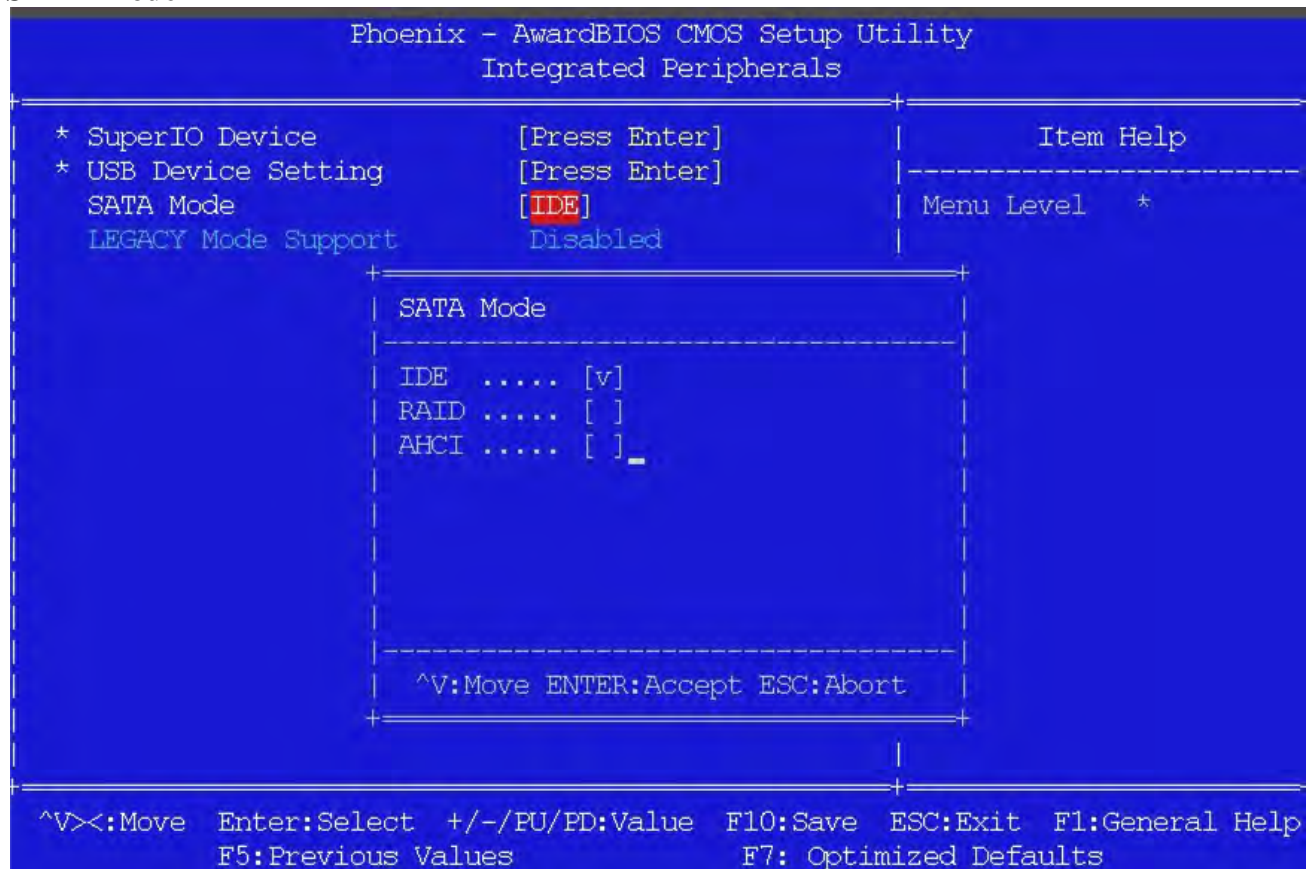 Phoenix - AwardBIOS CMOS Setup Utility
Integrated Peripherals
* SuperIO Device [Press Enter] Item Help
* USB Device Setting [Press Enter]
SATA Mode [IDE] Menu Level *
LEGACY Mode Support Disabled
SATA Mode
IDE ..... [v]
RAID ..... [ ]
AHCI ..... [ ]_
^V:Move ENTER:Accept ESC:Abort
^V><:Move Enter:Select +/-/PU/PD:Value F10:Save ESC:Exit F1:General Help
F5:Previous Values F7: Optimized Defaults